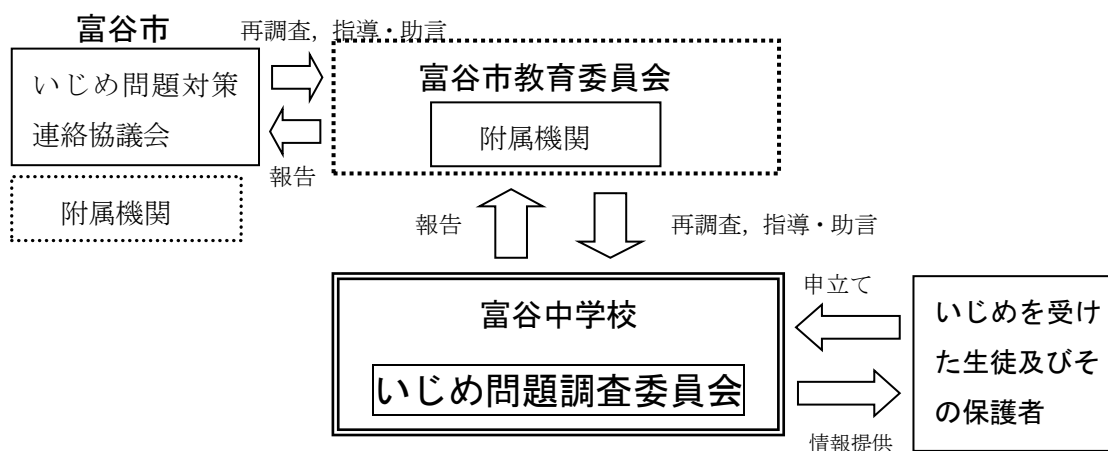 富谷市
再調査，指導・助言
いじめ問題対策
連絡協議会
附属機関
報告
富谷市教育委員会
附属機関
報告
再調査，指導・助言
富谷中学校
いじめ問題調査委員会
申立て
情報提供
いじめを受け
た生徒及びそ
の保護者